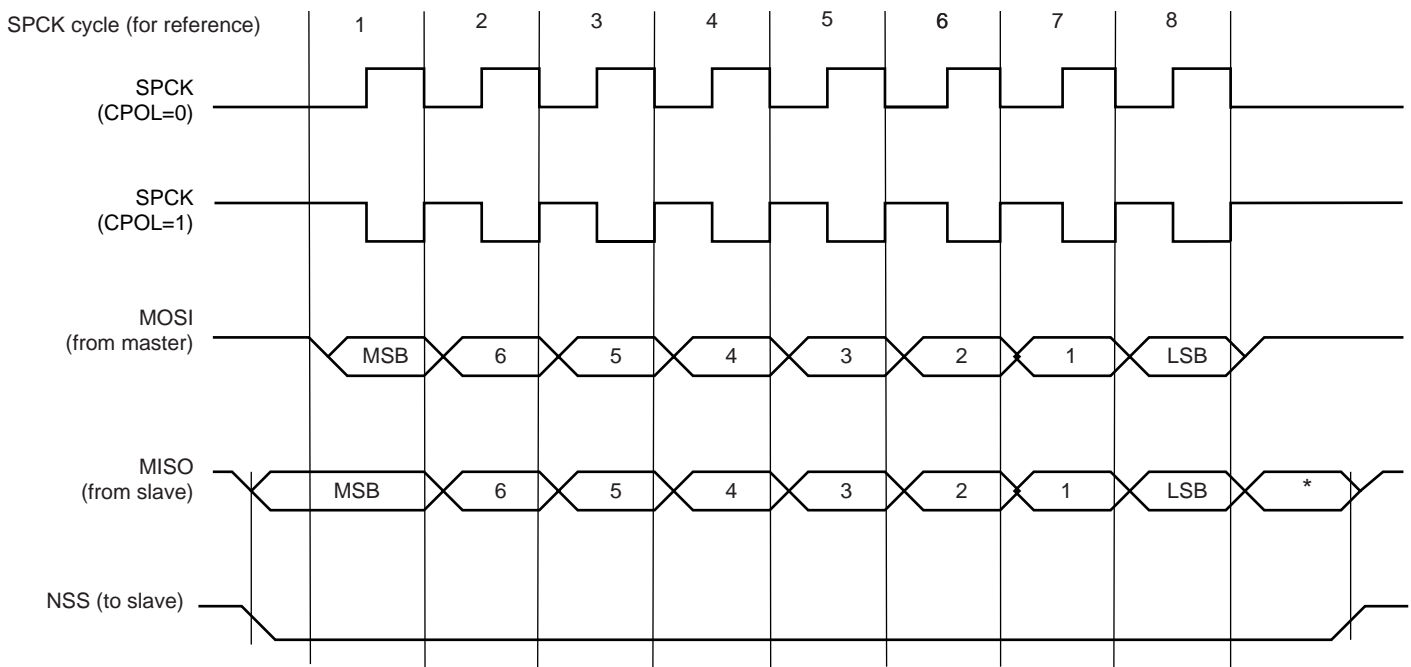 SPCK cycle (for reference) 1 2 3 4 5 6 7 8
SPCK
(CPOL=0)
SPCK
(CPOL=1)
MOSI
(from master)
MSB 6 5 4 3 2 1 LSB
MISO
(from slave)
MSB 6 5 4 3 2 1 LSB *
NSS (to slave)